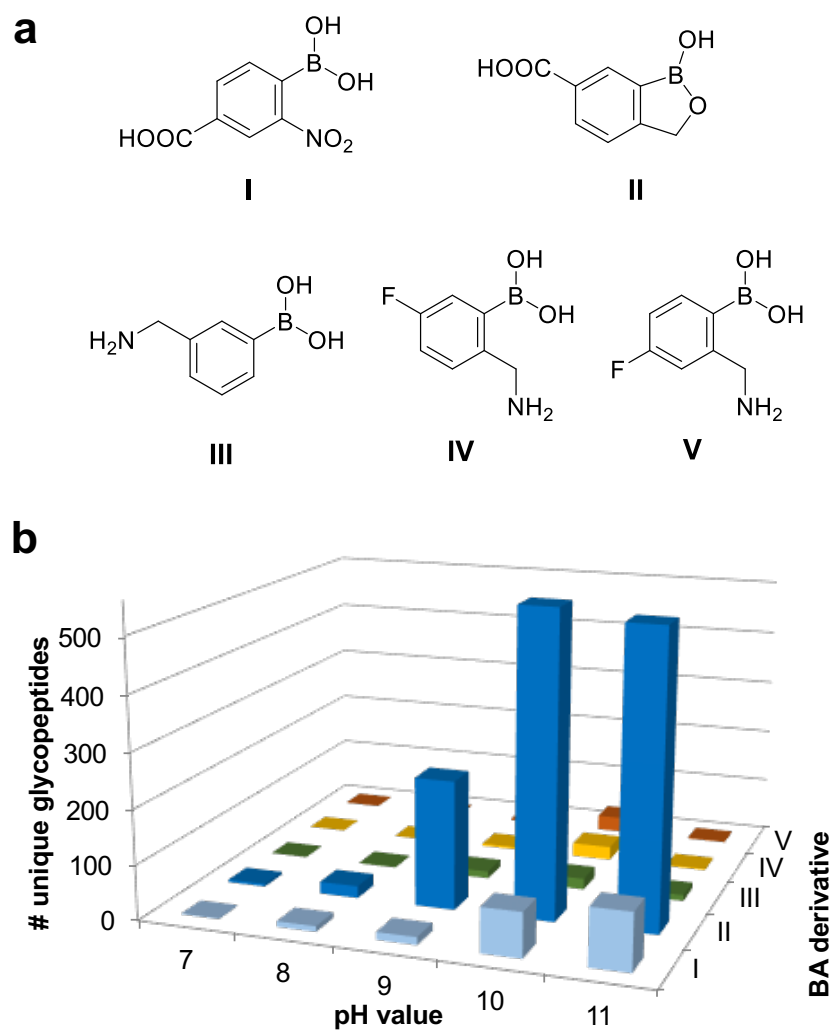 a
OH
B
OH
HOOC
NO2
I
OH
HOOC
B
O
II
OH
B
OH
H2N
III
OH
F
B
OH
NH2
IV
OH
B
OH
F
NH2
V
b
# unique glycopeptides
500
400
300
200
100
0
7
8
9
10
11
pH value
I
II
III
IV
V
BA derivative